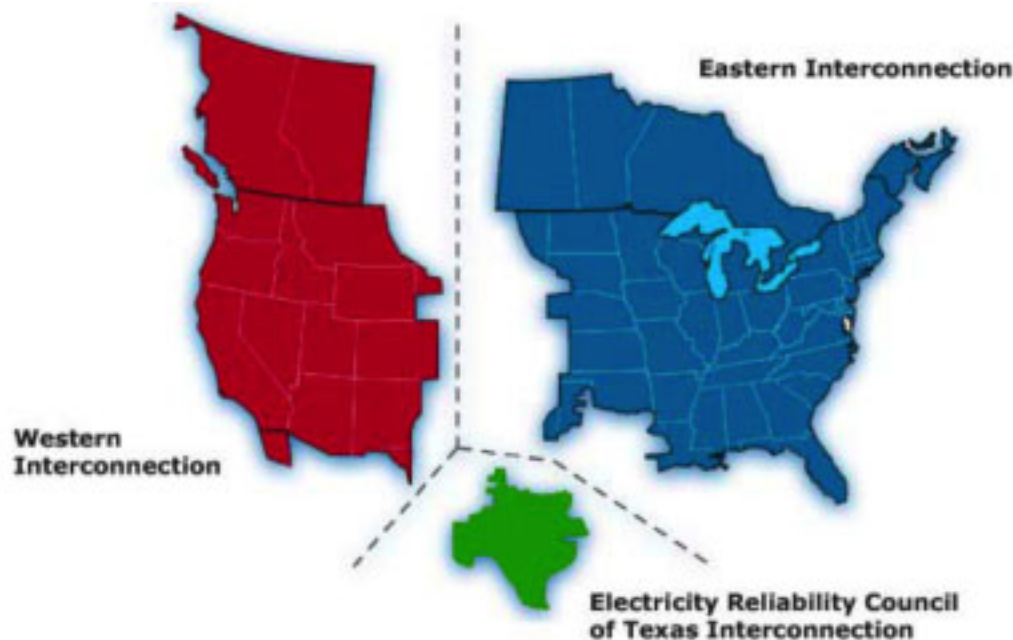 Eastern Interconnection
Western
Interconnection
Electricity Reliability Council
of Texas Interconnection